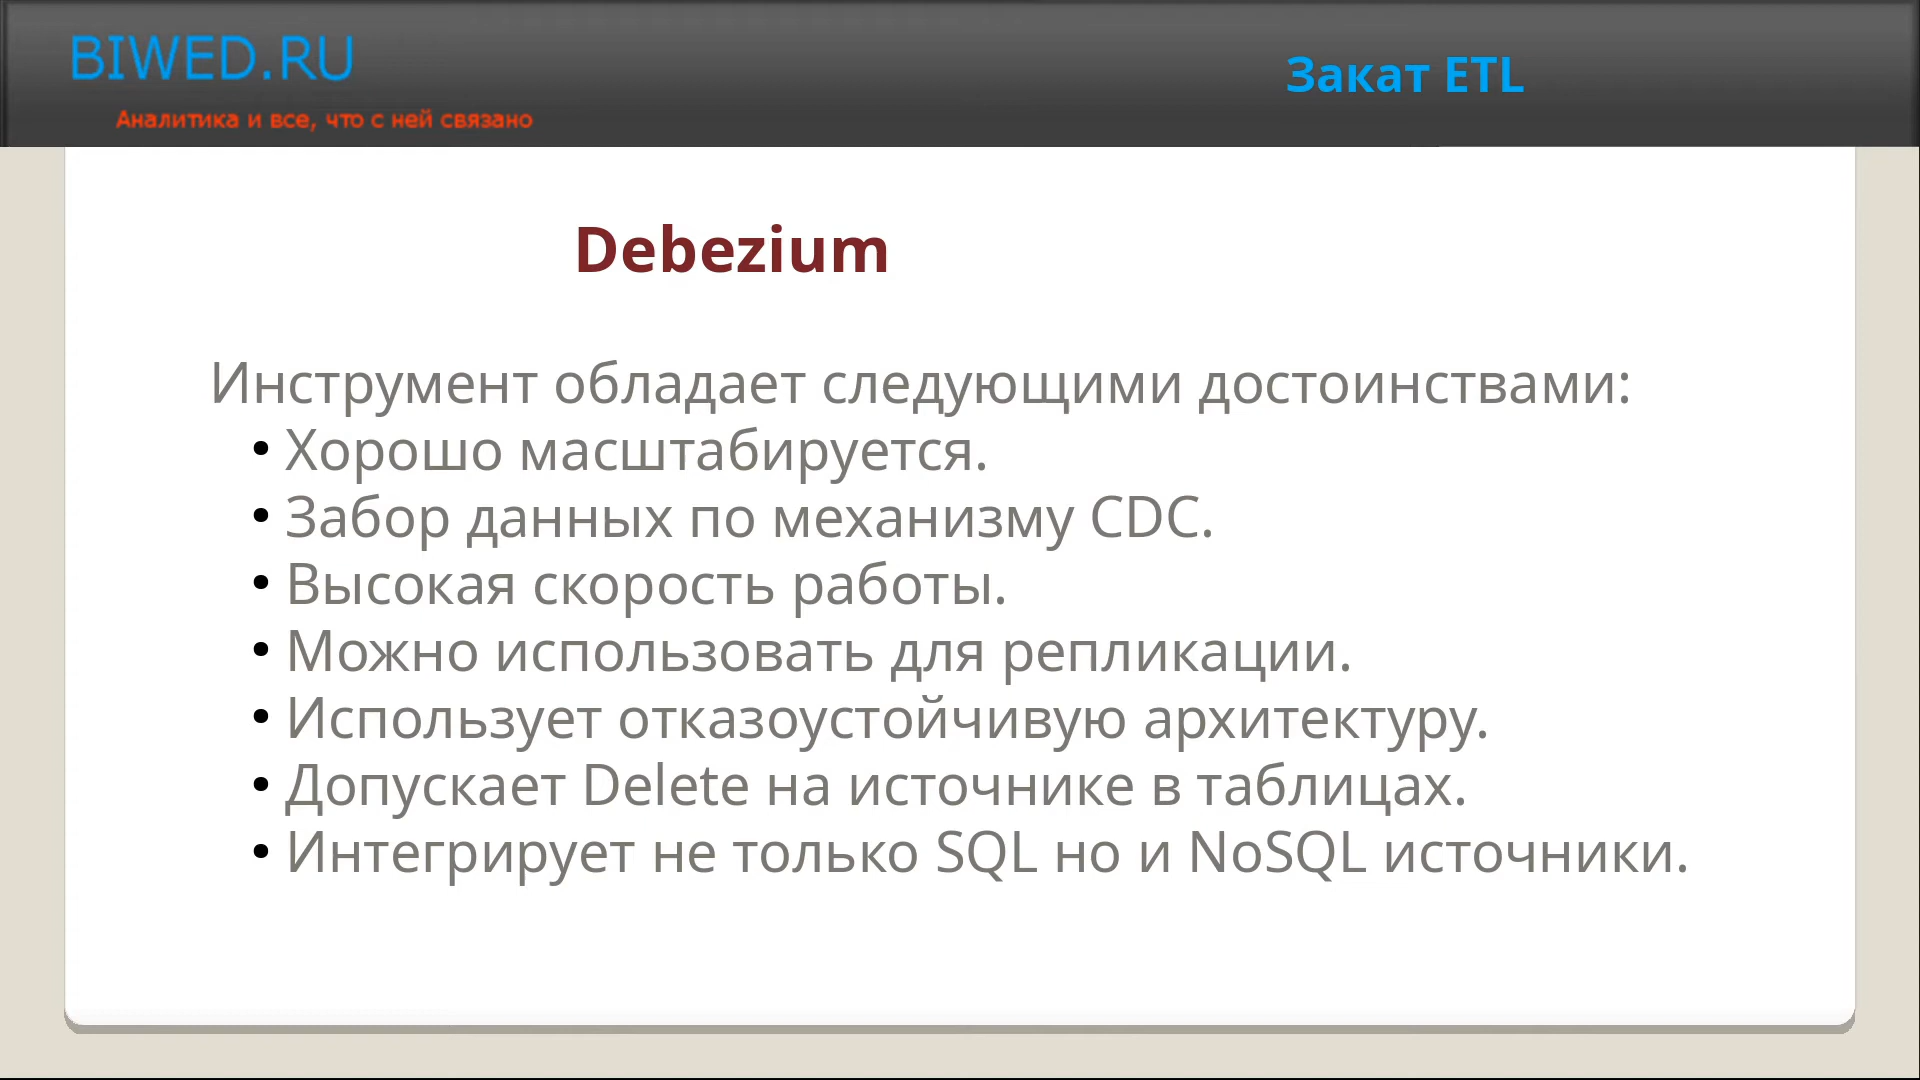 BIWED.RU
Аналитика и все, что с ней связано
Закат ETL
Debezium
Инструмент обладает следующими достоинствами:
• Хорошо масштабируется.
• Забор данных по механизму CDC.
• Высокая скорость работы.
• Можно использовать для репликации.
• Использует отказоустойчивую архитектуру.
• Допускает Delete на источнике в таблицах.
• Интегрирует не только SQL но и NoSQL источники.